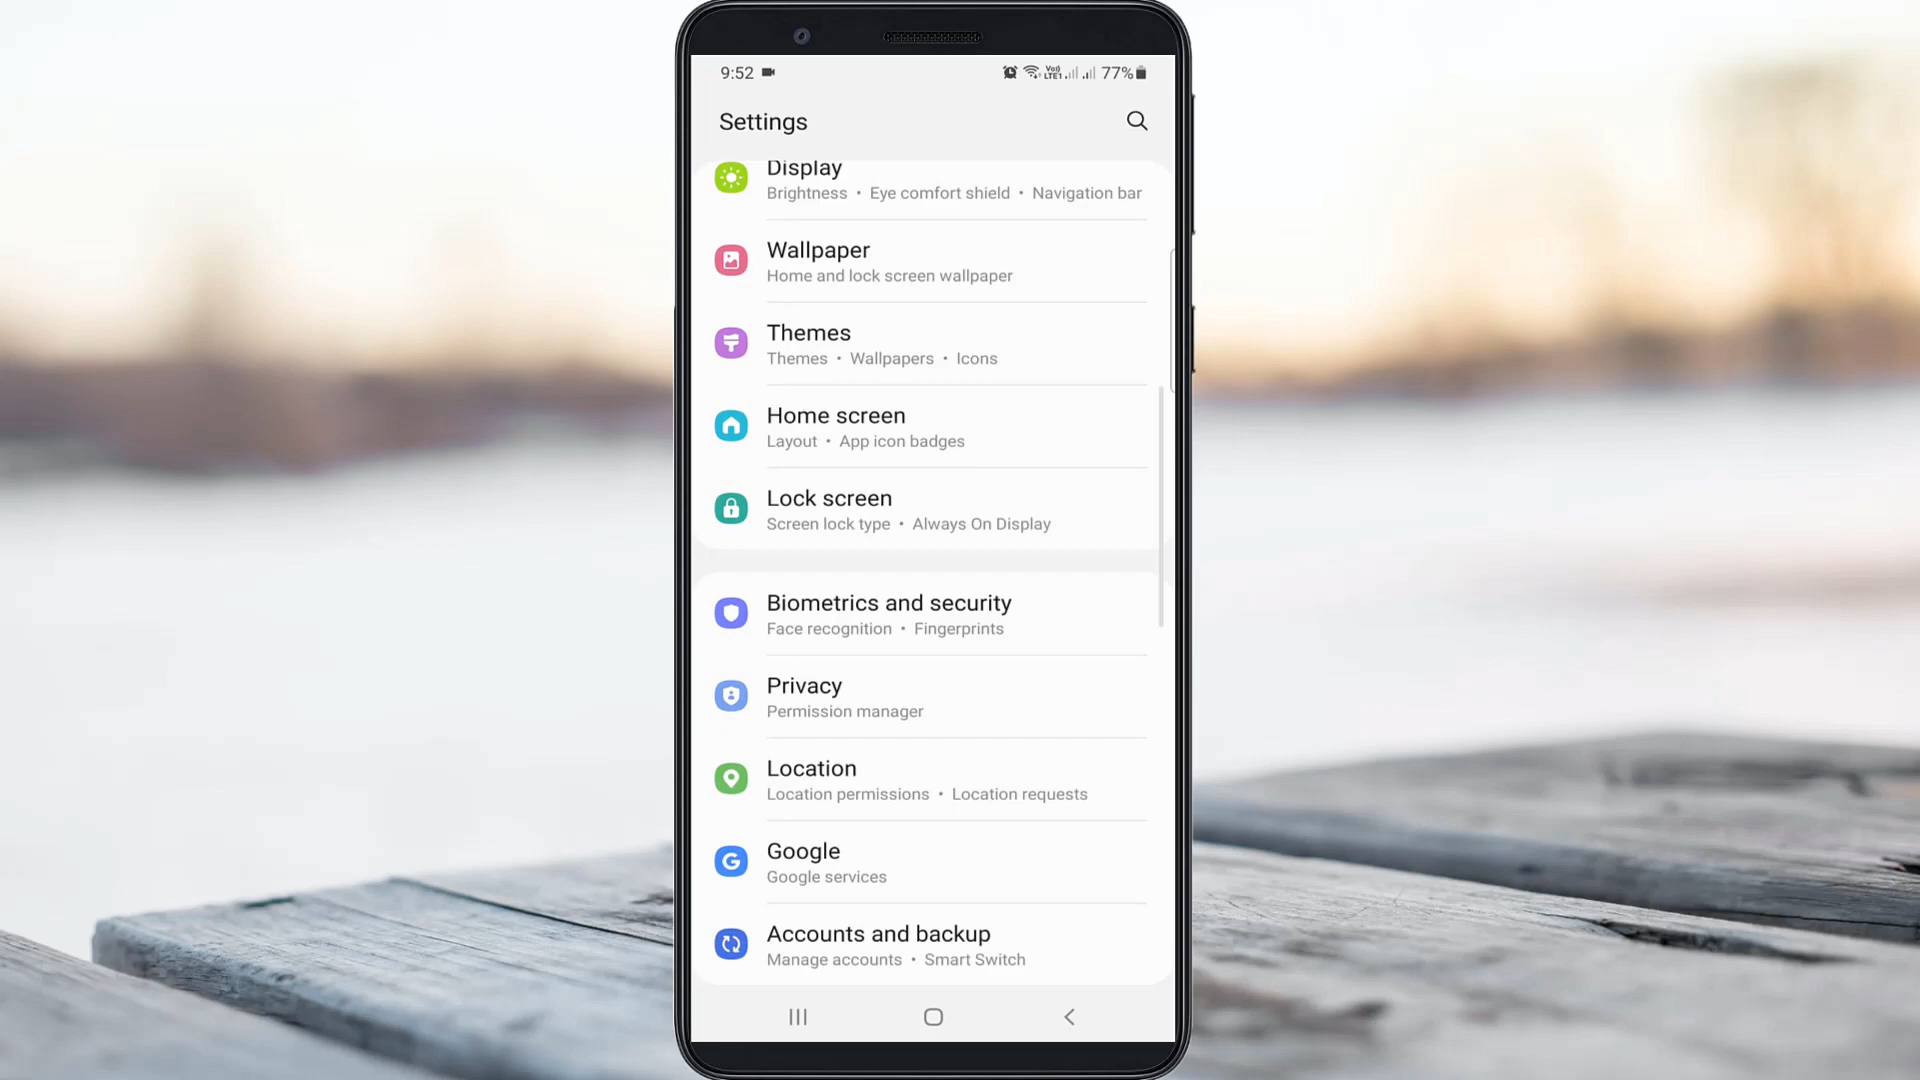 9:52
Vo)) LTE1 77%
Settings
Display
Brightness • Eye comfort shield • Navigation bar
Wallpaper
Home and lock screen wallpaper
Themes
Themes • Wallpapers • Icons
Home screen
Layout • App icon badges
Lock screen
Screen lock type • Always On Display
Biometrics and security
Face recognition • Fingerprints
Privacy
Permission manager
Location
Location permissions • Location requests
Google
Google services
Accounts and backup
Manage accounts • Smart Switch